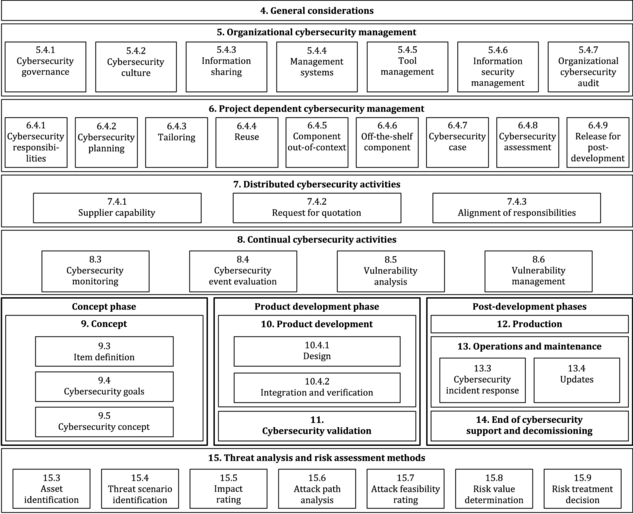 4. General considerations
5. Organizational cybersecurity management
5.4.1
Cybersecurity
governance
5.4.2
Cybersecurity
culture
5.4.3
Information
sharing
5.4.4
Management
systems
5.4.5
Tool
management
5.4.6
Information
security
management
5.4.7
Organizational
cybersecurity
audit
6. Project dependent cybersecurity management
6.4.1
Cybersecurity
responsibi-
lities
6.4.2
Cybersecurity
planning
6.4.3
Tailoring
6.4.4
Reuse
6.4.5
Component
out-of-context
6.4.6
Off-the-shelf
component
6.4.7
Cybersecurity
case
6.4.8
Cybersecurity
assessment
6.4.9
Release for
post-
development
7. Distributed cybersecurity activities
7.4.1
Supplier capability
7.4.2
Request for quotation
7.4.3
Alignment of responsibilities
8. Continual cybersecurity activities
8.3
Cybersecurity
monitoring
8.4
Cybersecurity
event evaluation
8.5
Vulnerability
analysis
8.6
Vulnerability
management
Concept phase
9. Concept
9.3
Item definition
9.4
Cybersecurity goals
9.5
Cybersecurity concept
Product development phase
10. Product development
10.4.1
Design
10.4.2
Integration and verification
11.
Cybersecurity validation
Post-development phases
12. Production
13. Operations and maintenance
13.3
Cybersecurity
incident response
13.4
Updates
14. End of cybersecurity
support and decomissioning
15. Threat analysis and risk assessment methods
15.3
Asset
identification
15.4
Threat scenario
identification
15.5
Impact
rating
15.6
Attack path
analysis
15.7
Attack feasibility
rating
15.8
Risk value
determination
15.9
Risk treatment
decision